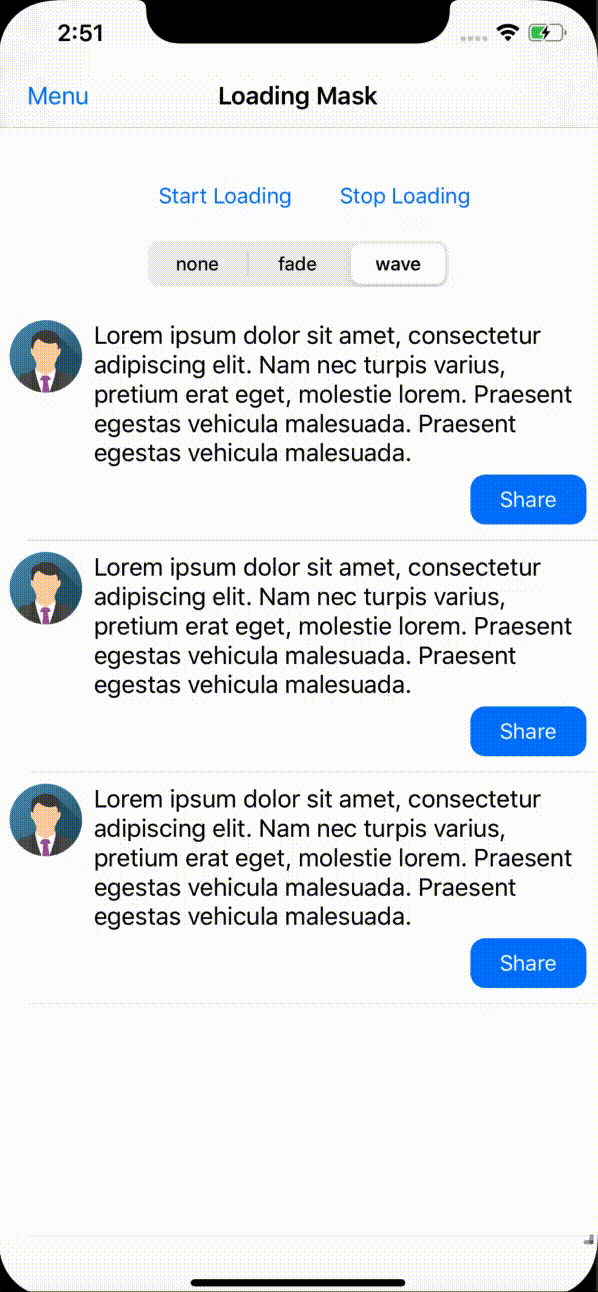 2:51
Menu Loading Mask
Start Loading Stop Loading
none fade wave
Lorem ipsum dolor sit amet, consectetur
adipiscing elit. Nam nec turpis varius,
pretium erat eget, molestie lorem. Praesent
egestas vehicula malesuada. Praesent
egestas vehicula malesuada.
Share
Lorem ipsum dolor sit amet, consectetur
adipiscing elit. Nam nec turpis varius,
pretium erat eget, molestie lorem. Praesent
egestas vehicula malesuada. Praesent
egestas vehicula malesuada.
Share
Lorem ipsum dolor sit amet, consectetur
adipiscing elit. Nam nec turpis varius,
pretium erat eget, molestie lorem. Praesent
egestas vehicula malesuada. Praesent
egestas vehicula malesuada.
Share